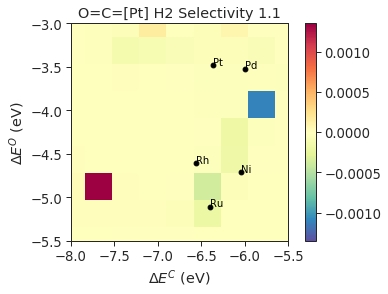 O=C=[Pt] H2 Selectivity 1.1
−3.0
−3.5
−4.0
−4.5
−5.0
−5.5
ΔE^O (eV)
Pt
Pd
Rh
Ni
Ru
0.0010
0.0005
0.0000
−0.0005
−0.0010
−8.0 −7.5 −7.0 −6.5 −6.0 −5.5
ΔE^C (eV)